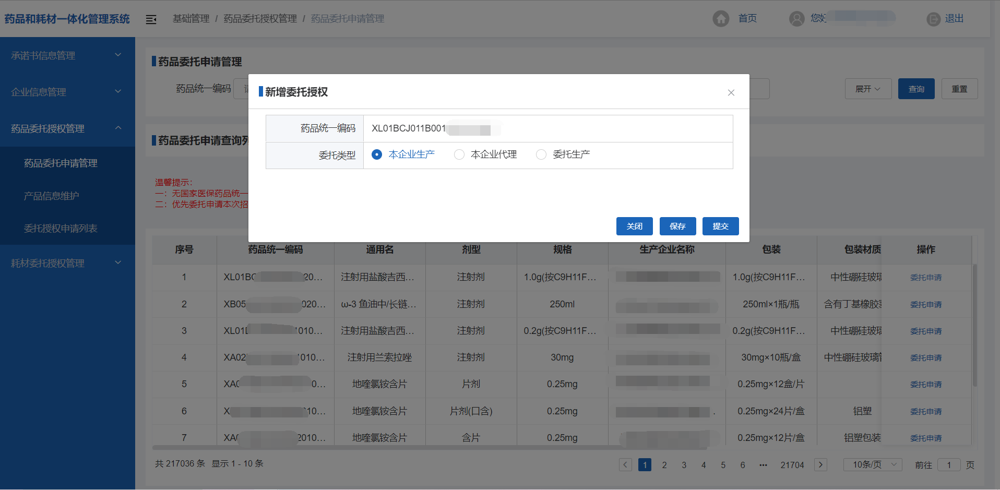 药品和耗材一体化管理系统
基础管理 / 药品委托授权管理 / 药品委托申请管理
首页
您好
退出
承诺书信息管理
企业信息管理
药品委托授权管理
药品委托申请管理
产品信息维护
委托授权申请列表
耗材委托授权管理
药品委托申请管理
药品统一编码
展开
查询
重置
药品委托申请查询列
温馨提示：
一：无国家医保药品统一
二：优先委托申请本次招
新增委托授权
药品统一编码 XL01BCJ011B001
委托类型 本企业生产 本企业代理 委托生产
关闭 保存 提交
序号 药品统一编码 通用名 剂型 规格 生产企业名称 包装 包装材质 操作
1 XL01BC 20... 注射用盐酸吉西... 注射剂 1.0g(按C9H11F... 1.0g(按C9H11F... 中性硼硅玻璃 委托申请
2 XB05 020... ω-3 鱼油中/长链... 注射剂 250ml 250ml×1瓶/瓶 含有丁基橡胶塞 委托申请
3 XL01 1010... 注射用盐酸吉西... 注射剂 0.2g(按C9H11F... 0.2g(按C9H11F... 中性硼硅玻璃 委托申请
4 XA02 010... 注射用兰索拉唑 注射剂 30mg 30mg×10瓶/盒 中性硼硅玻璃管 委托申请
5 XA0 0... 地喹氯铵含片 片剂 0.25mg 0.25mg×12盒/片 委托申请
6 X 10... 地喹氯铵含片 片剂(口含) 0.25mg . 0.25mg×24片/盒 铝塑 委托申请
7 XA0 2010... 地喹氯铵含片 含片 0.25mg 0.25mg×12片/盒 铝塑包装 委托申请
共 217036 条 显示 1 - 10 条
1 2 3 4 5 6 ••• 21704 10条/页 前往 1 页